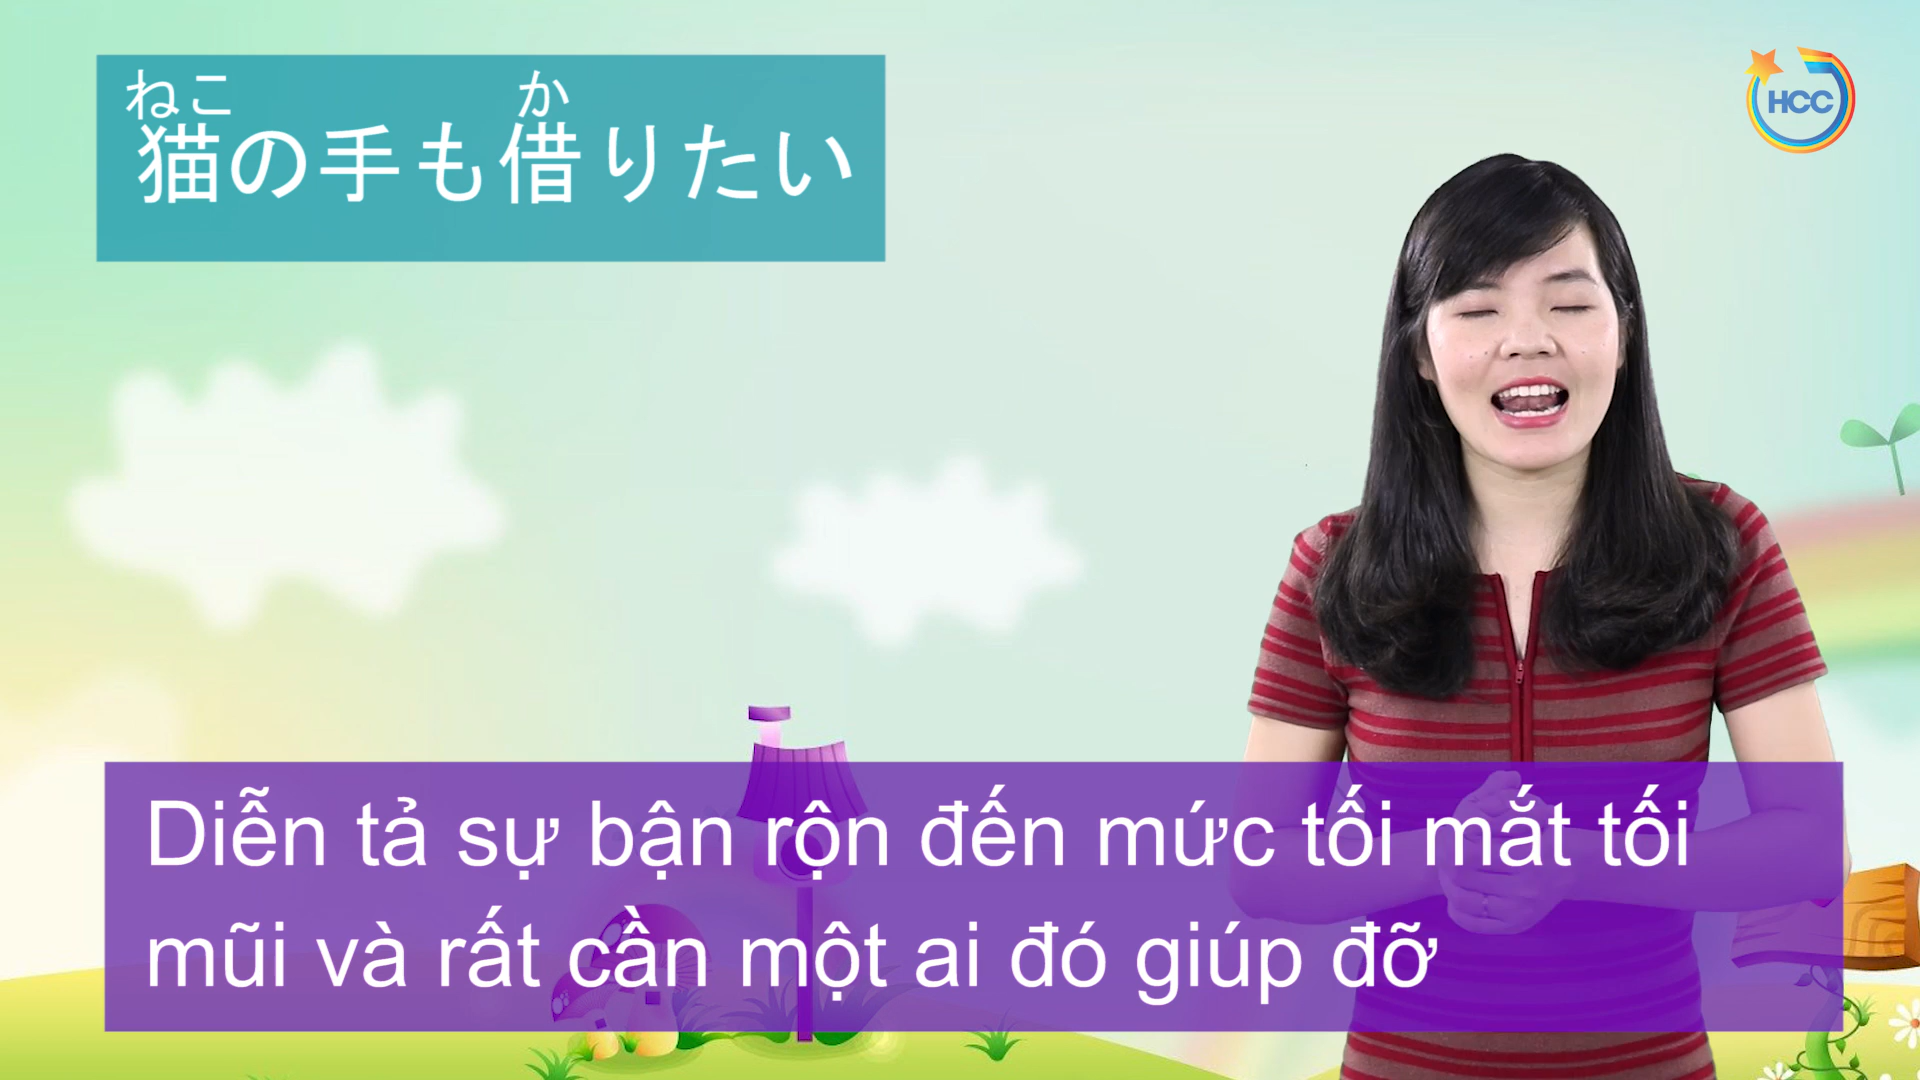 ねこ か
猫の手も借りたい
HCC
Diễn tả sự bận rộn đến mức tối mắt tối
mũi và rất cần một ai đó giúp đỡ